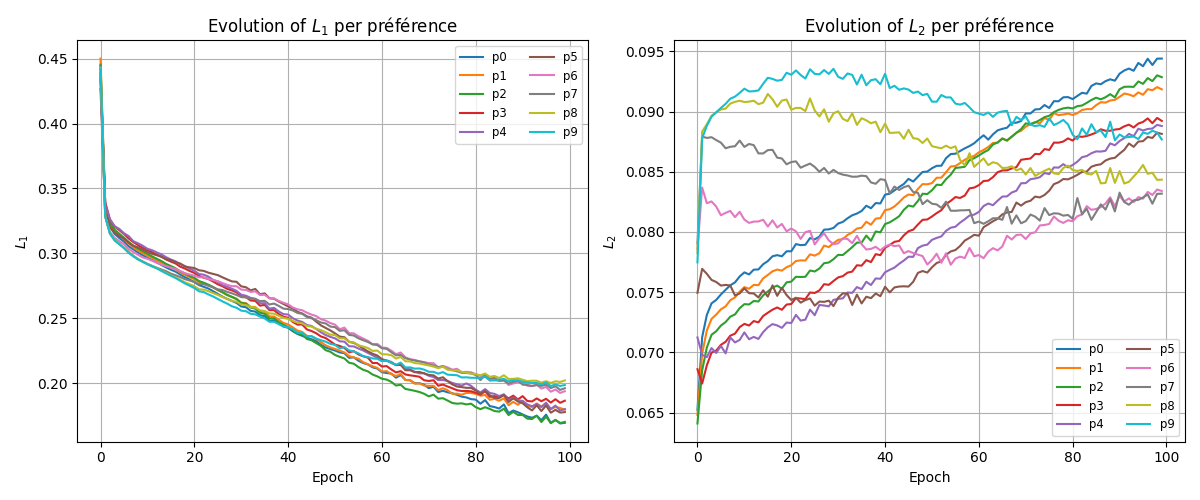 Evolution of L₁ per préférence
L₁
0.45
0.40
0.35
0.30
0.25
0.20
0
20
40
60
80
100
Epoch
p0
p1
p2
p3
p4
p5
p6
p7
p8
p9
Evolution of L₂ per préférence
L₂
0.095
0.090
0.085
0.080
0.075
0.070
0.065
0
20
40
60
80
100
Epoch
p0
p1
p2
p3
p4
p5
p6
p7
p8
p9